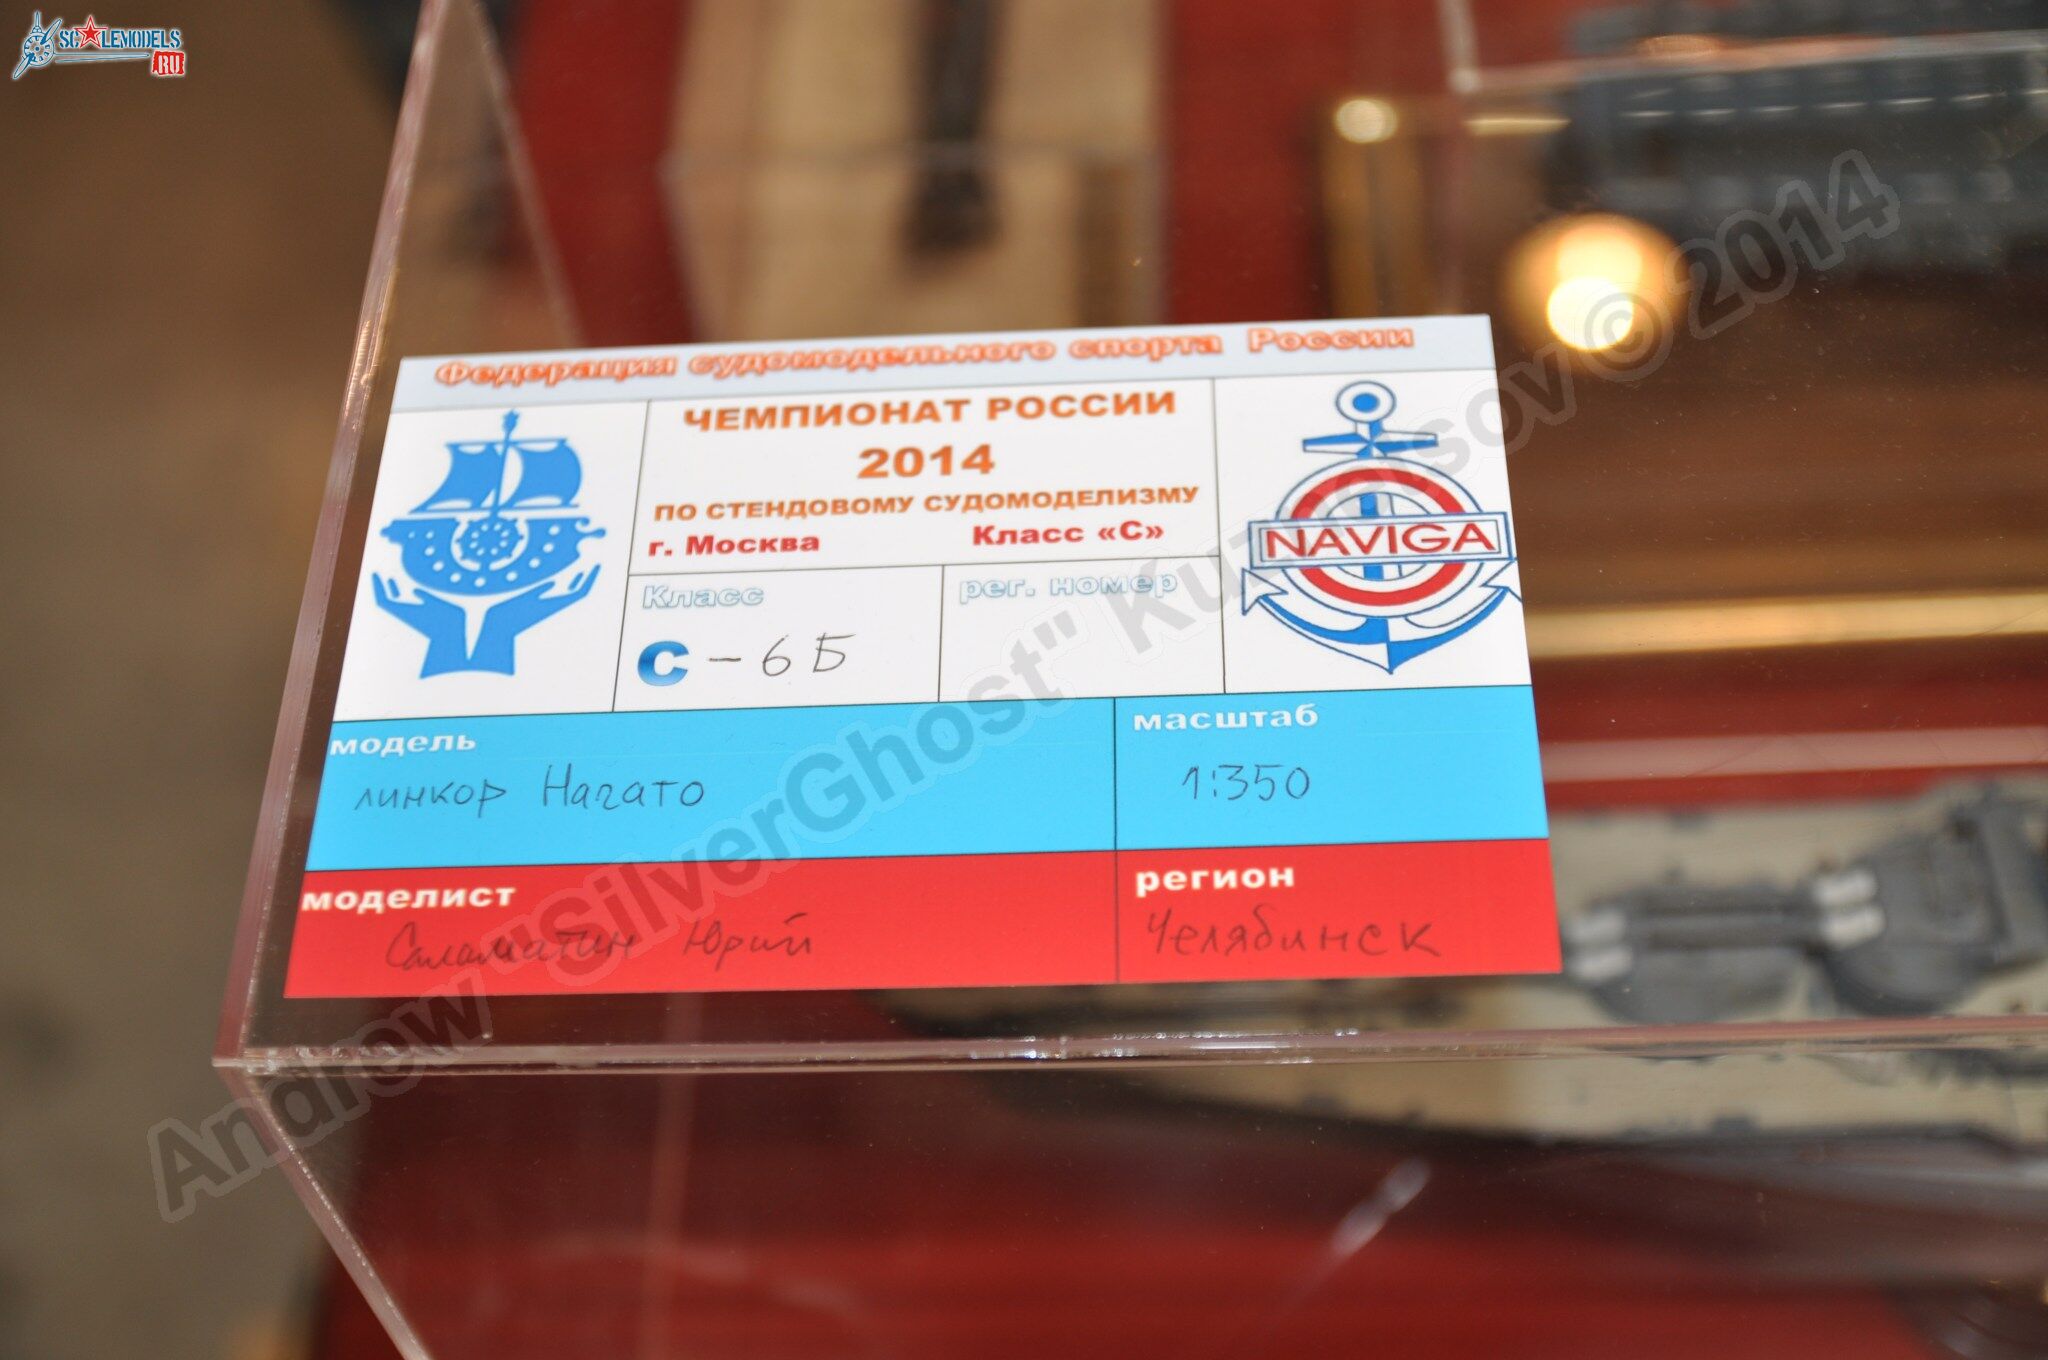 SCALEMODELS
.RU
Федерация судомодельного спорта России
ЧЕМПИОНАТ РОССИИ
2014
ПО СТЕНДОВОМУ СУДОМОДЕЛИЗМУ
г. Москва Класс «С»
NAVIGA
Класс рег. номер
С - 6Б
модель масштаб
линкор Нагато 1:350
моделист регион
Саламатин Юрий Челябинск
Androw "SilverGhost" Kuznetsov © 2014